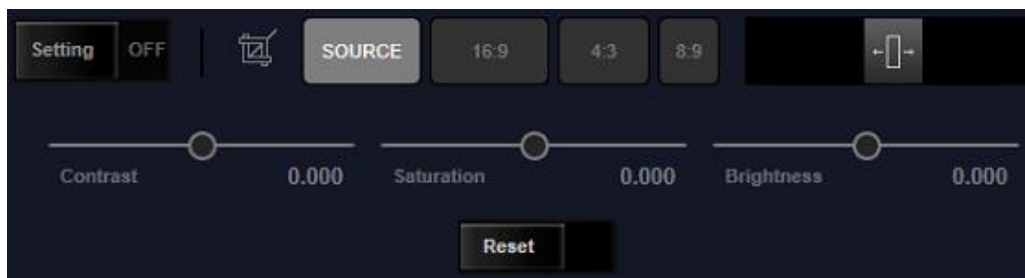 Setting OFF SOURCE 16:9 4:3 8:9
Contrast 0.000 Saturation 0.000 Brightness 0.000
Reset